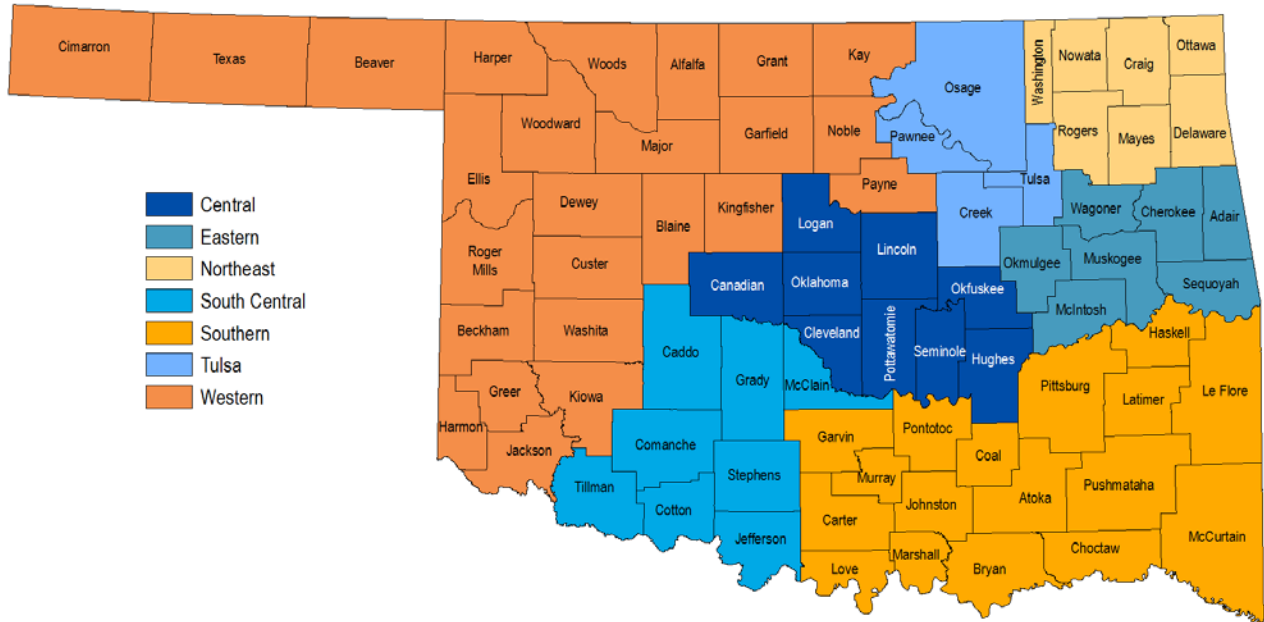 Cimarron
Texas
Beaver
Harper
Woods
Alfalfa
Grant
Kay
Osage
Washington
Nowata
Craig
Ottawa
Woodward
Major
Garfield
Noble
Pawnee
Rogers
Mayes
Delaware
Ellis
Dewey
Blaine
Kingfisher
Logan
Payne
Lincoln
Creek
Tulsa
Wagoner
Cherokee
Adair
Roger
Mills
Custer
Canadian
Oklahoma
Okfuskee
Okmulgee
Muskogee
Sequoyah
Beckham
Washita
Caddo
Grady
McClain
Cleveland
Pottawatomie
Seminole
Hughes
McIntosh
Haskell
Pittsburg
Latimer
Le Flore
Harmon
Greer
Kiowa
Jackson
Comanche
Stephens
Garvin
Pontotoc
Coal
Tillman
Cotton
Murray
Johnston
Atoka
Pushmataha
Jefferson
Carter
Love
Marshall
Bryan
Choctaw
McCurtain
Central
Eastern
Northeast
South Central
Southern
Tulsa
Western